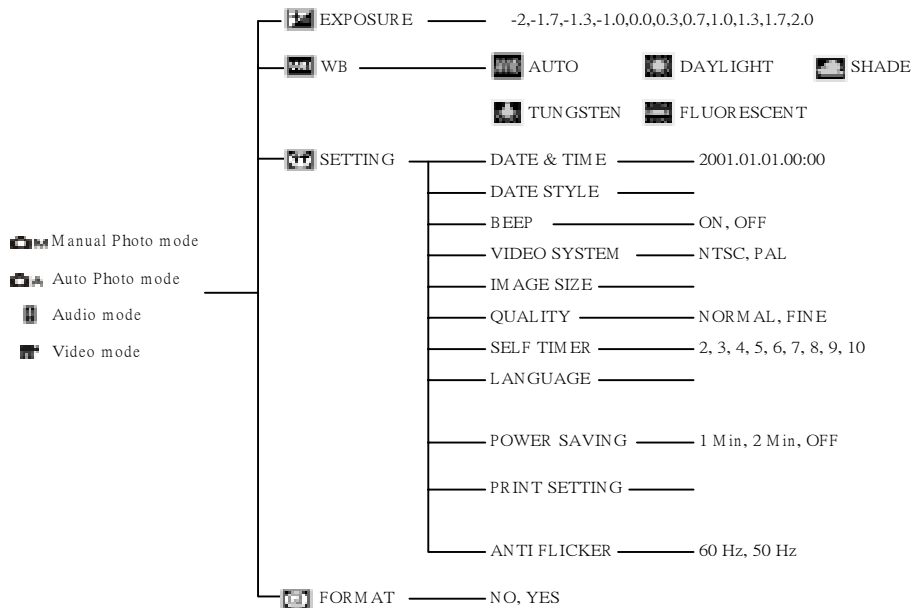 EXPOSURE -2,-1.7,-1.3,-1.0,0.0,0.3,0.7,1.0,1.3,1.7,2.0
WB AUTO DAYLIGHT SHADE
TUNGSTEN FLUORESCENT
SETTING DATE & TIME 2001.01.01.00:00
DATE STYLE
BEEP ON, OFF
VIDEO SYSTEM NTSC, PAL
IMAGE SIZE
QUALITY NORMAL, FINE
SELF TIMER 2, 3, 4, 5, 6, 7, 8, 9, 10
LANGUAGE
POWER SAVING 1 Min, 2 Min, OFF
PRINT SETTING
ANTI FLICKER 60 Hz, 50 Hz
FORMAT NO, YES
M Manual Photo mode
A Auto Photo mode
Audio mode
Video mode